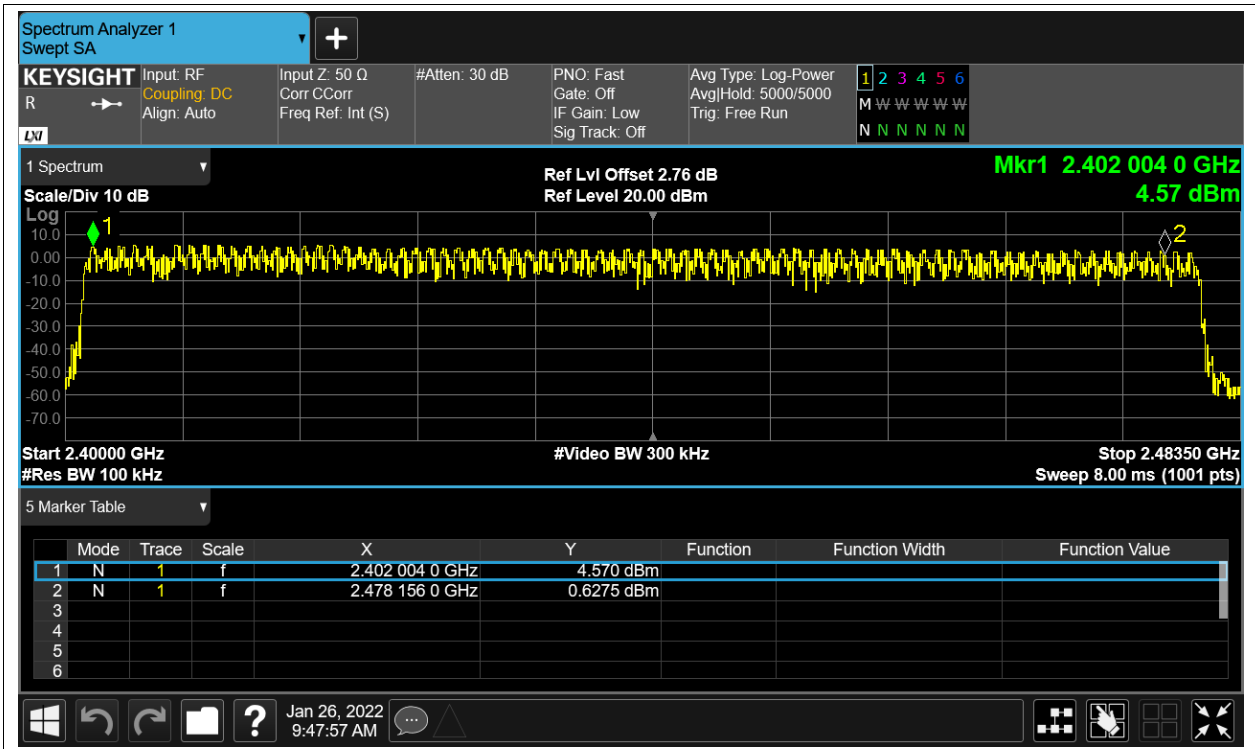 Spectrum Analyzer 1
Swept SA
KEYSIGHT
R
LXI
Input: RF
Coupling: DC
Align: Auto
Input Z: 50 Ω
Corr CCorr
Freq Ref: Int (S)
#Atten: 30 dB
PNO: Fast
Gate: Off
IF Gain: Low
Sig Track: Off
Avg Type: Log-Power
Avg|Hold: 5000/5000
Trig: Free Run
1 2 3 4 5 6
M W W W W W
N N N N N N
1 Spectrum
Scale/Div 10 dB
Ref Lvl Offset 2.76 dB
Ref Level 20.00 dBm
Mkr1 2.402 004 0 GHz
4.57 dBm
Log
1
2
10.0
0.00
-10.0
-20.0
-30.0
-40.0
-50.0
-60.0
-70.0
Start 2.40000 GHz
#Video BW 300 kHz
Stop 2.48350 GHz
#Res BW 100 kHz
Sweep 8.00 ms (1001 pts)
5 Marker Table
Mode Trace Scale X Y Function Function Width Function Value
1 N 1 f 2.402 004 0 GHz 4.570 dBm
2 N 1 f 2.478 156 0 GHz 0.6275 dBm
3
4
5
6
?
Jan 26, 2022
9:47:57 AM